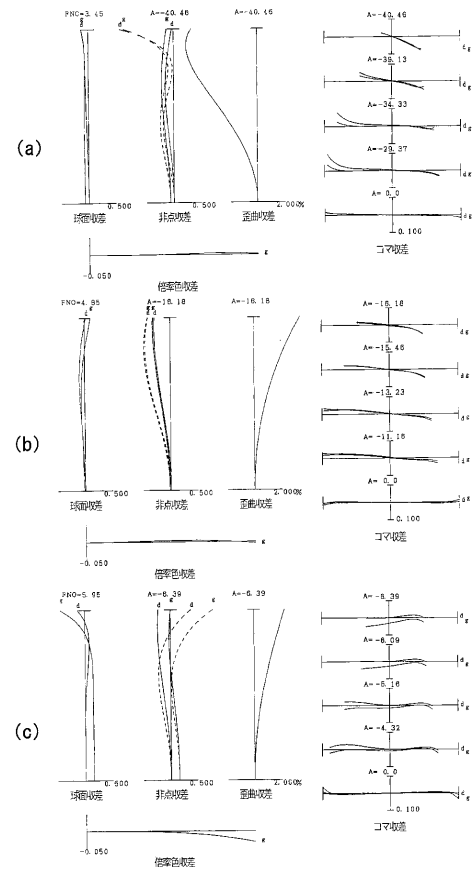 (a)
FNO=3.45
A=-40.46
A=-40.46
g
d
d
g
g
d
0.500
球面収差
0.500
非点収差
2.000%
歪曲収差
-0.050
g
倍率色収差
A=-40.46
d g
A=-39.13
d g
A=-34.33
d g
A=-29.37
d g
A= 0.0
d g
0.100
コマ収差
(b)
FNO=4.85
A=-16.18
A=-16.18
d g
g
d
g
d
0.500
球面収差
0.500
非点収差
2.000%
歪曲収差
-0.050
g
倍率色収差
A=-16.18
d g
A=-15.46
d g
A=-13.23
d g
A=-11.16
d g
A= 0.0
d g
0.100
コマ収差
(c)
FNO=5.95
A=-6.39
A=-6.39
g
d
d
g
d
g
0.500
球面収差
0.500
非点収差
2.000%
歪曲収差
-0.050
g
倍率色収差
A=-6.39
d g
A=-6.09
d g
A=-5.16
d g
A=-4.32
d g
A= 0.0
d g
0.100
コマ収差